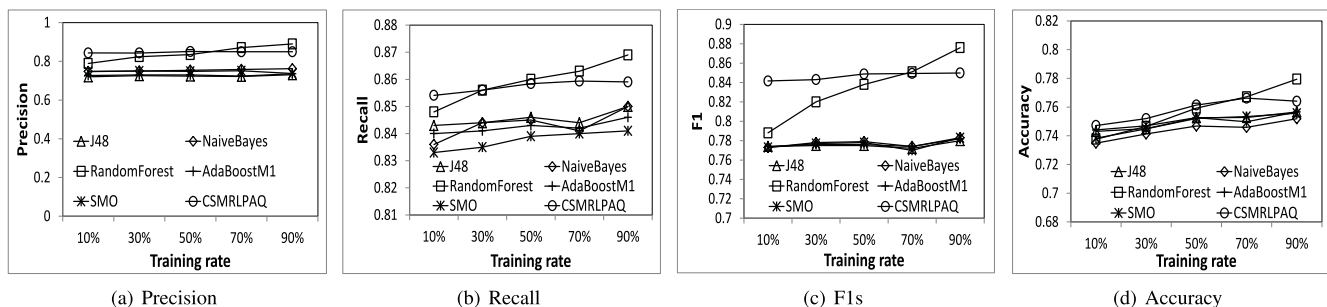 Precision
1
0.8
0.6
0.4
0.2
0
J48
NaiveBayes
RandomForest
AdaBoostM1
SMO
CSMRLPAQ
10% 30% 50% 70% 90%
Training rate
(a) Precision
Recall
0.88
0.87
0.86
0.85
0.84
0.83
0.82
0.81
J48
NaiveBayes
RandomForest
AdaBoostM1
SMO
CSMRLPAQ
10% 30% 50% 70% 90%
Training rate
(b) Recall
F1
0.9
0.88
0.86
0.84
0.82
0.8
0.78
0.76
0.74
0.72
0.7
J48
NaiveBayes
RandomForest
AdaBoostM1
SMO
CSMRLPAQ
10% 30% 50% 70% 90%
Training rate
(c) F1s
Accuracy
0.82
0.8
0.78
0.76
0.74
0.72
0.7
0.68
J48
NaiveBayes
RandomForest
AdaBoostM1
SMO
CSMRLPAQ
10% 30% 50% 70% 90%
Training rate
(d) Accuracy